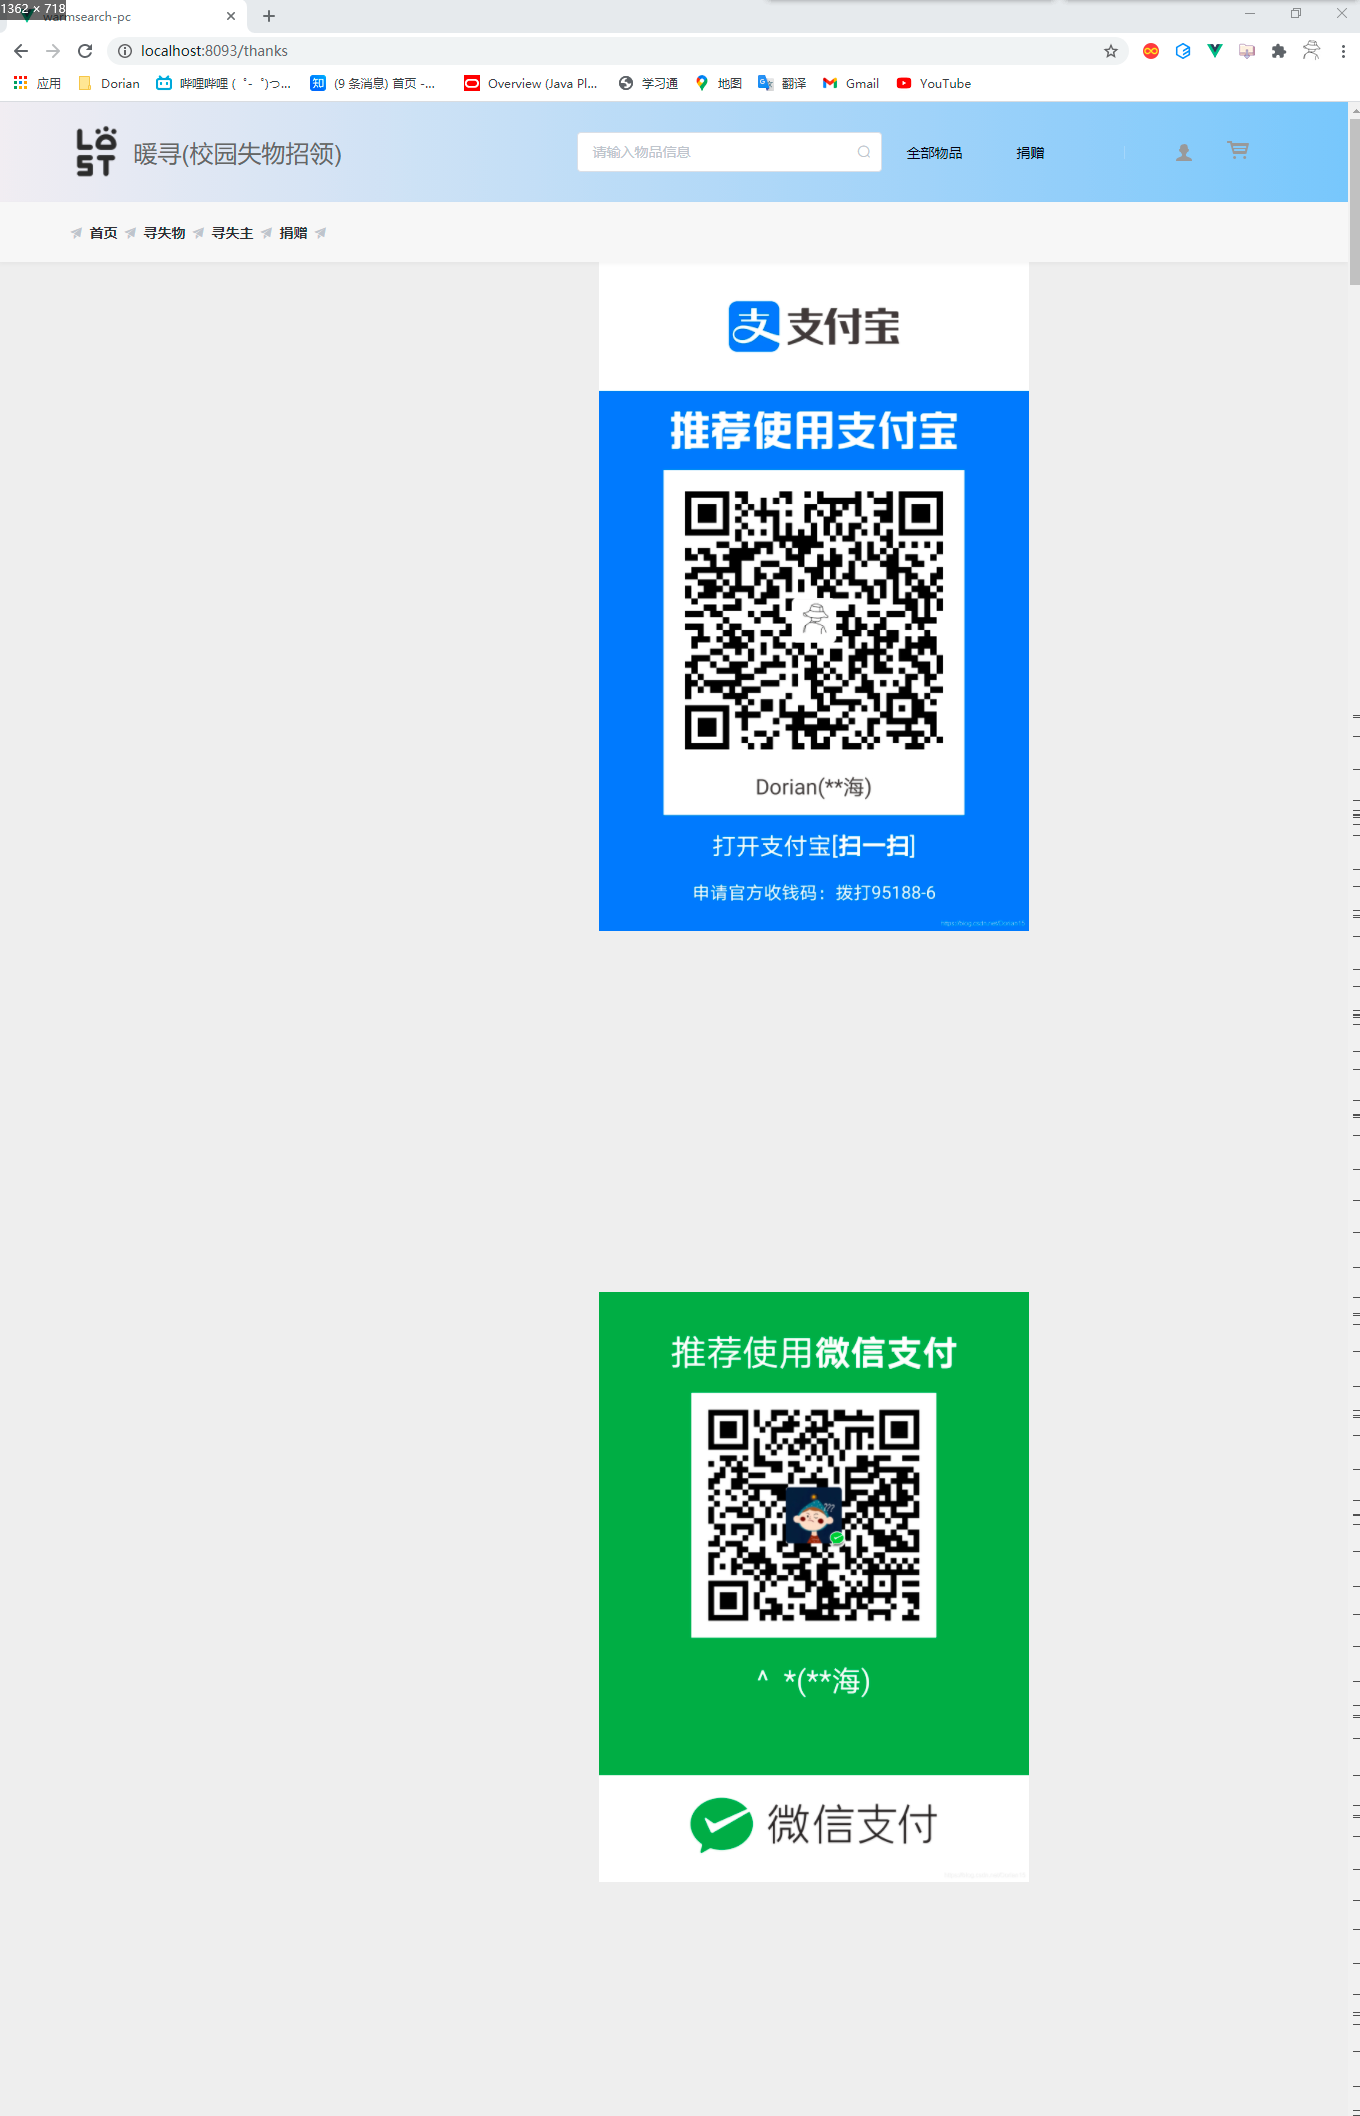 1362 × 718
warmsearch-pc
localhost:8093/thanks
应用
Dorian
哔哩哔哩 ( ゜- ゜)つ...
知
(9 条消息) 首页 -...
Overview (Java Pl...
学习通
地图
翻译
Gmail
YouTube
LOST
暖寻(校园失物招领)
请输入物品信息
全部物品
捐赠
首页
寻失物
寻失主
捐赠
支 支付宝
推荐使用支付宝
Dorian(**海)
打开支付宝[扫一扫]
申请官方收钱码：拨打95188-6
推荐使用微信支付
???
^ *(**海)
微信支付